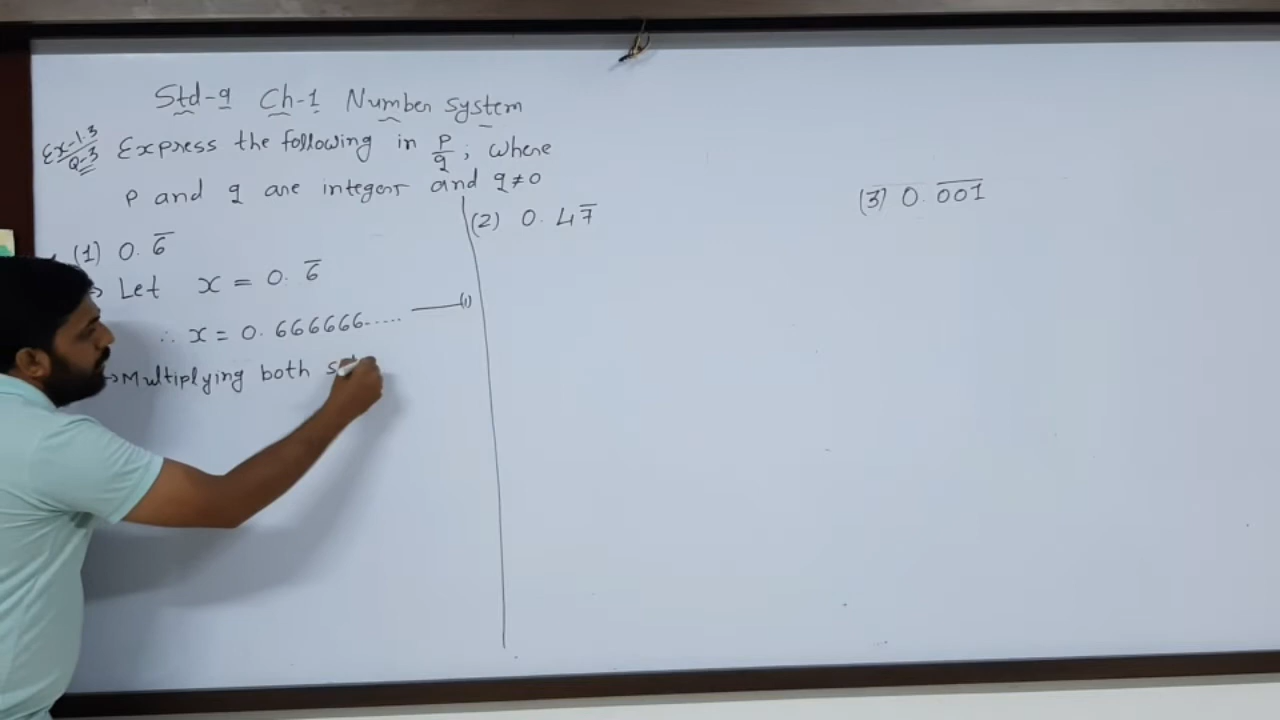 Std-9 Ch-1 Number system
Ex-1.3
Q-3
Express the following in p/q ; where
p and q are integers and q≠0
(1) 0.6̅
Let x = 0.6̅
∴ x = 0.666666..... —(1)
→ Multiplying both
(2) 0.47̅
(3) 0.0̅0̅1̅